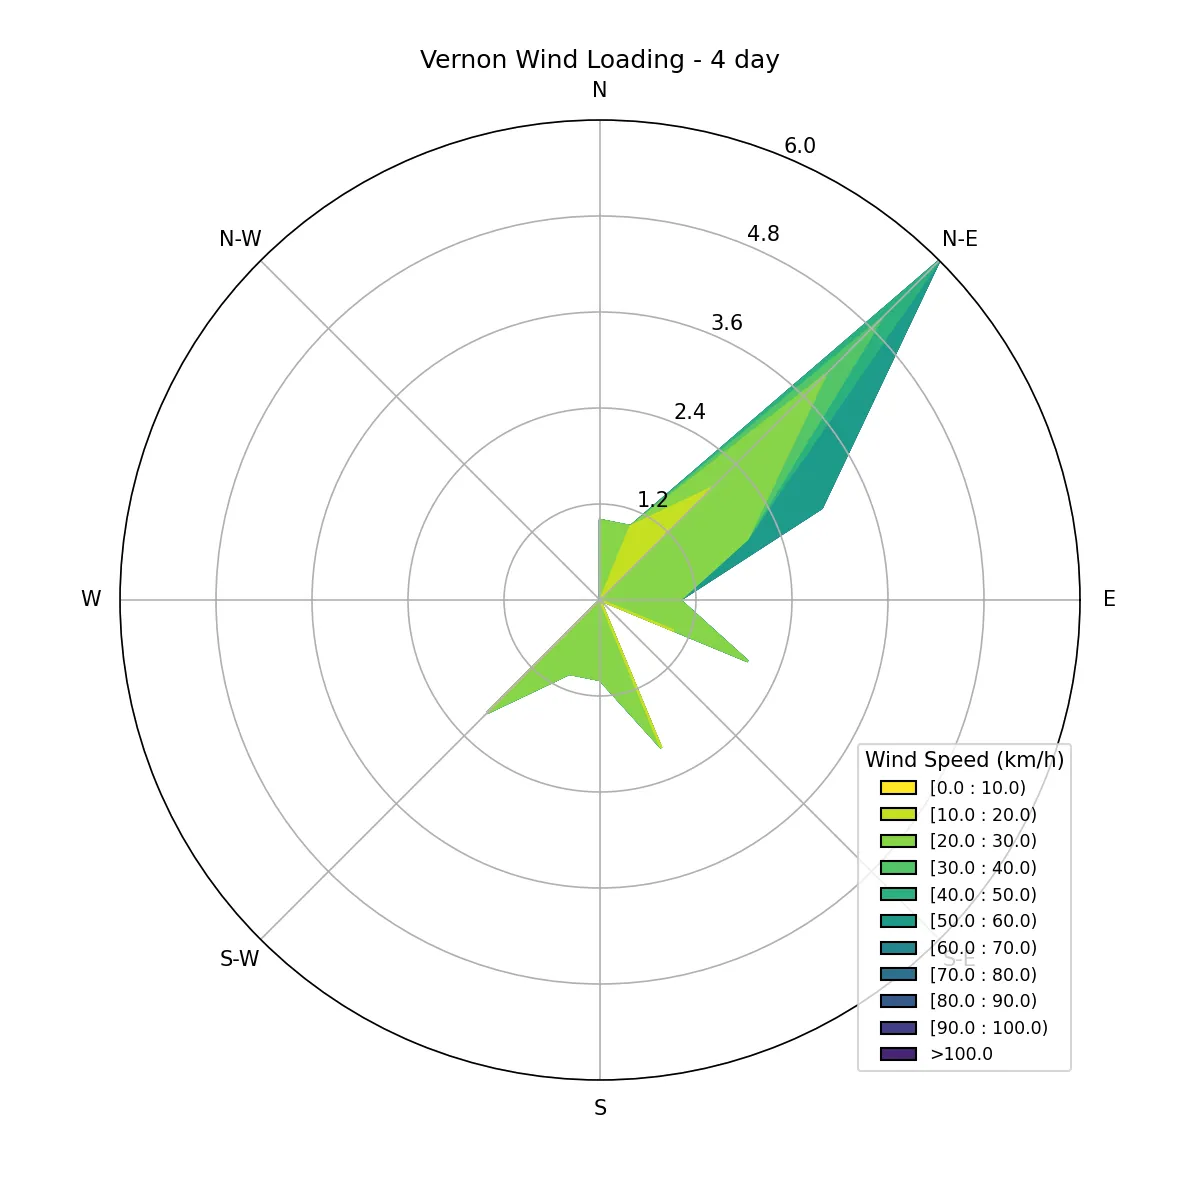 Vernon Wind Loading - 4 day
N
6.0
N-W
4.8
N-E
3.6
2.4
1.2
W
E
S-W
S-E
S
Wind Speed (km/h)
[0.0 : 10.0)
[10.0 : 20.0)
[20.0 : 30.0)
[30.0 : 40.0)
[40.0 : 50.0)
[50.0 : 60.0)
[60.0 : 70.0)
[70.0 : 80.0)
[80.0 : 90.0)
[90.0 : 100.0)
>100.0